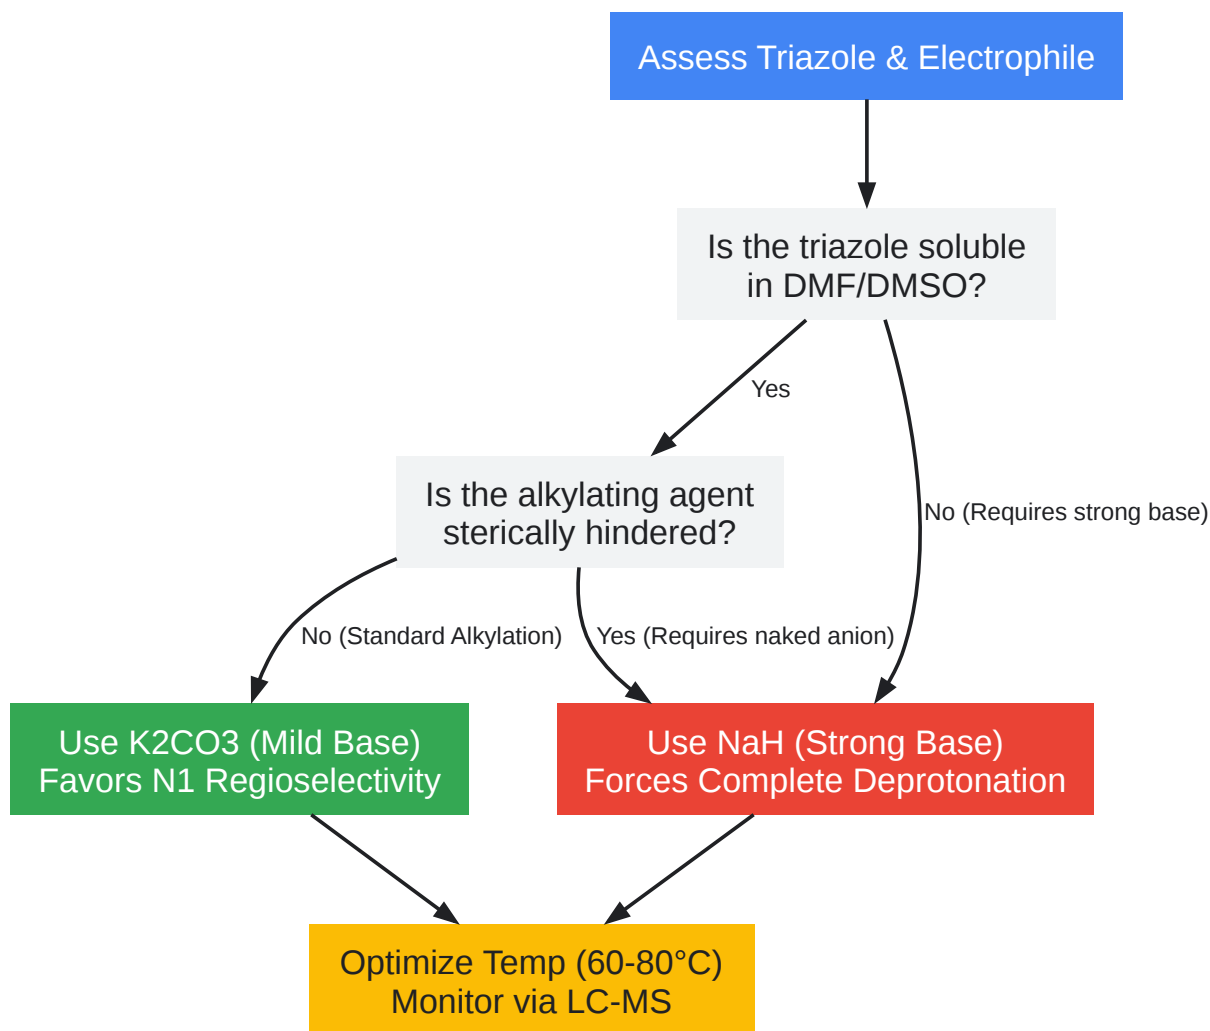 Assess Triazole & Electrophile
Is the triazole soluble
in DMF/DMSO?
Yes
Is the alkylating agent
sterically hindered?
No (Requires strong base)
No (Standard Alkylation)
Yes (Requires naked anion)
Use K2CO3 (Mild Base)
Favors N1 Regioselectivity
Use NaH (Strong Base)
Forces Complete Deprotonation
Optimize Temp (60-80°C)
Monitor via LC-MS